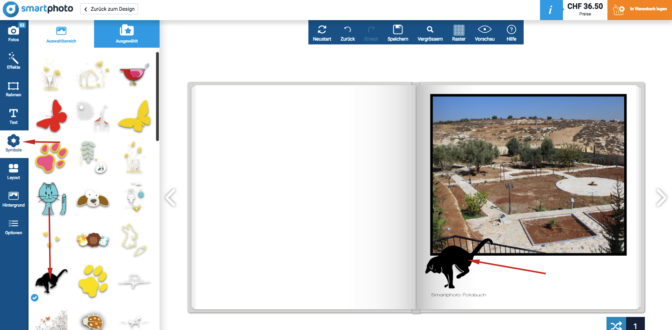 smartphoto
Zurück zum Design
i
CHF 36.50
Preise
In Warenkorb legen
Fotos
Effekte
Rahmen
Text
Symbole
Layout
Hintergrund
Optionen
Auswahlbereich
Ausgewählt
Neustart
Zurück
Speichern
Vergrössern
Raster
Vorschau
Hilfe
Smartphoto Fotobuch
1